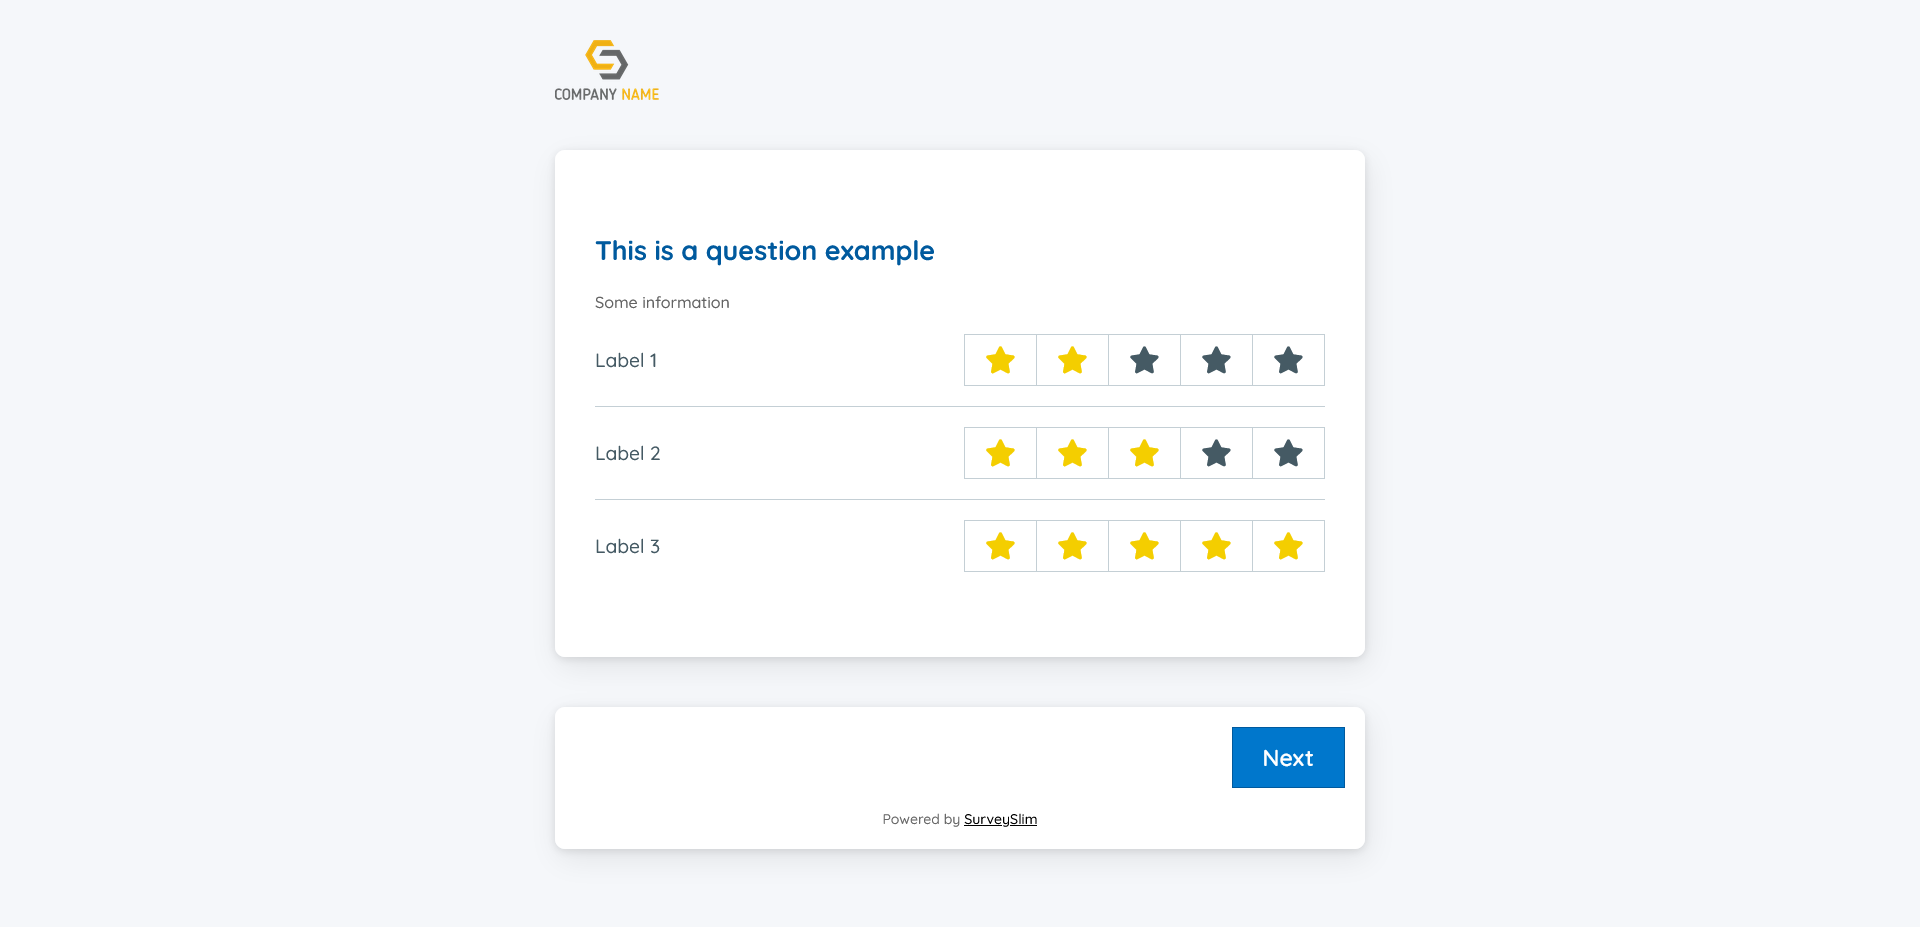 COMPANY NAME
This is a question example
Some information
Label 1
Label 2
Label 3
Next
Powered by SurveySlim